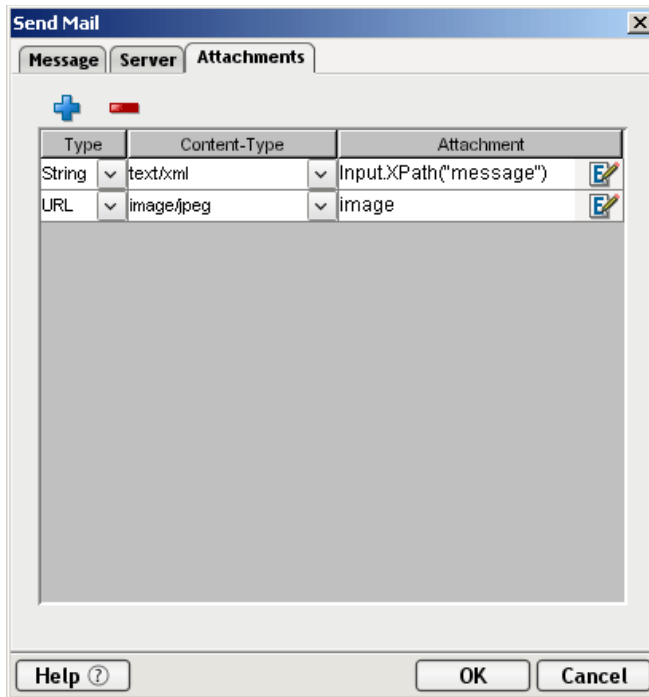 Send Mail
Message Server Attachments
Type Content-Type Attachment
String text/xml Input.XPath("message")
URL image/jpeg image
Help ? OK Cancel